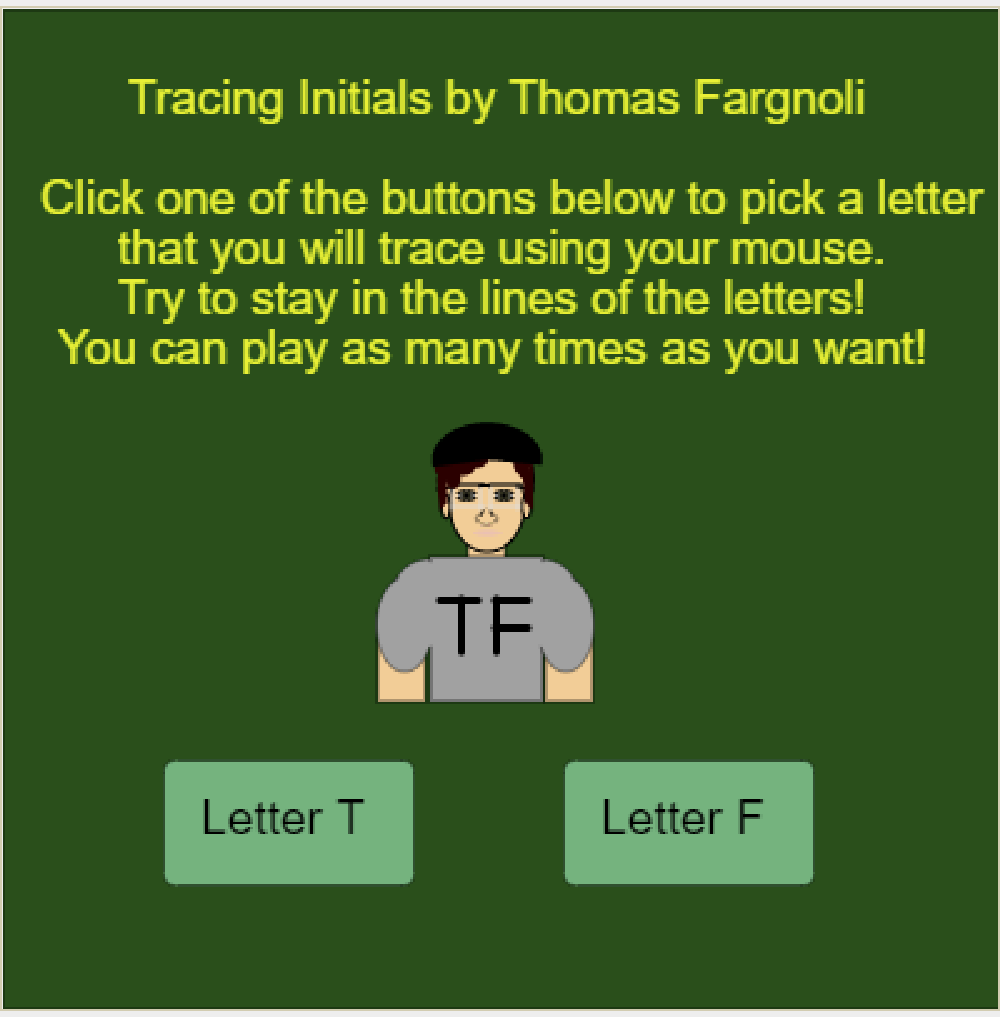 Tracing Initials by Thomas Fargnoli
Click one of the buttons below to pick a letter
that you will trace using your mouse.
Try to stay in the lines of the letters!
You can play as many times as you want!
TF
Letter T
Letter F